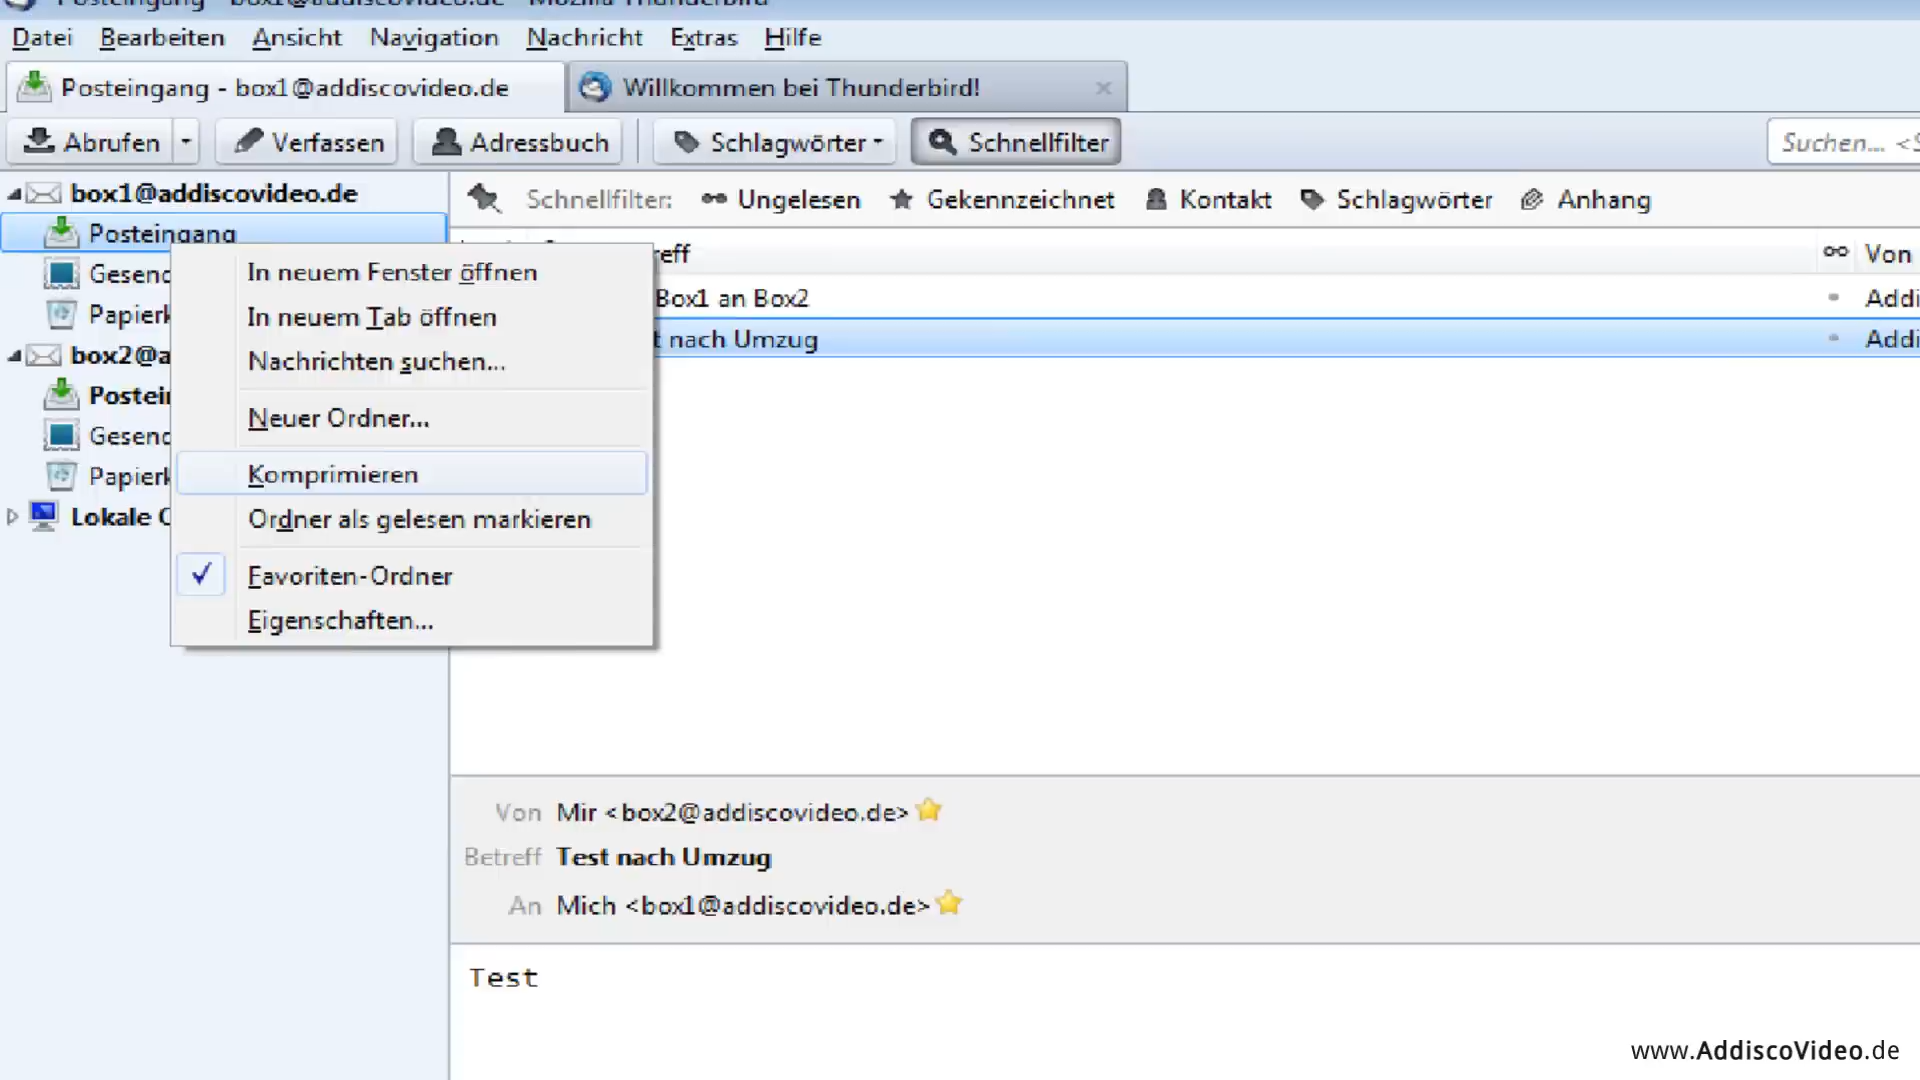 Datei Bearbeiten Ansicht Navigation Nachricht Extras Hilfe
Posteingang - box1@addiscovideo.de
Willkommen bei Thunderbird!
Abrufen Verfassen Adressbuch Schlagwörter Schnellfilter Suchen... <S
box1@addiscovideo.de
Schnellfilter: Ungelesen Gekennzeichnet Kontakt Schlagwörter Anhang
Posteingang
reff Von
Gesend
In neuem Fenster öffnen
Box1 an Box2 Addi
Papierk
In neuem Tab öffnen
t nach Umzug Addi
box2@a
Nachrichten suchen...
Postein
Neuer Ordner...
Gesend
Papierk
Komprimieren
Lokale O
Ordner als gelesen markieren
Favoriten-Ordner
Eigenschaften...
Von Mir <box2@addiscovideo.de>
Betreff Test nach Umzug
An Mich <box1@addiscovideo.de>
Test
www.AddiscoVideo.de